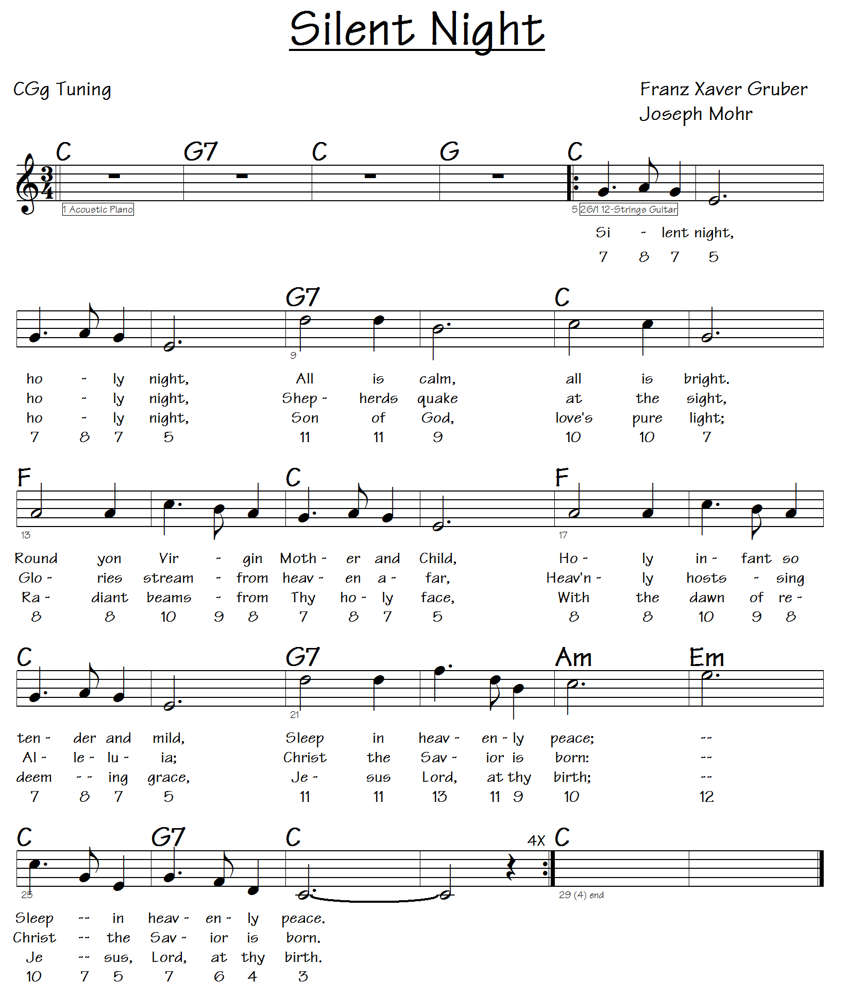 Silent Night
CGg Tuning
Franz Xaver Gruber
Joseph Mohr
C G7 C G C
3
4
1 Acoustic Piano
5 26/1 12-Strings Guitar
Si - lent night,
7 8 7 5
G7 C
9
ho - ly night, All is calm, all is bright.
ho - ly night, Shep - herds quake at the sight,
ho - ly night, Son of God, love's pure light;
7 8 7 5 11 11 9 10 10 7
F C F
13 17
Round yon Vir - gin Moth - er and Child, Ho - ly in - fant so
Glo - ries stream - from heav - en a - far, Heav'n - ly hosts - sing
Ra - diant beams - from Thy ho - ly face, With the dawn of re -
8 8 10 9 8 7 8 7 5 8 8 10 9 8
C G7 Am Em
21
ten - der and mild, Sleep in heav - en - ly peace; --
Al - le - lu - ia; Christ the Sav - ior is born: --
deem - - ing grace, Je - sus Lord, at thy birth; --
7 8 7 5 11 11 13 11 9 10 12
C G7 C 4X C
25 29 (4) end
Sleep -- in heav - en - ly peace.
Christ -- the Sav - ior is born.
Je -- sus, Lord, at thy birth.
10 7 5 7 6 4 3